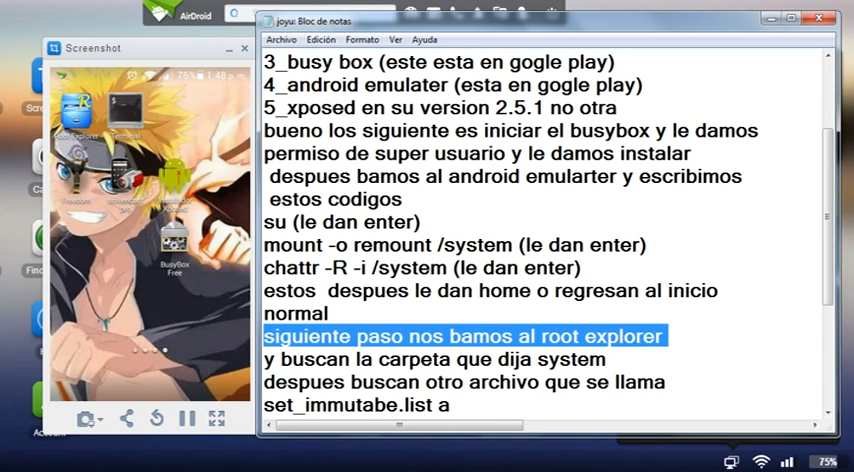 AirDroid
joyu: Bloc de notas
Archivo Edición Formato Ver Ayuda
Screenshot
75% 1:48 p. m.
Root Explorer Terminal
Freedom
BusyBox
Free
3_busy box (este esta en gogle play)
4_android emulater (esta en gogle play)
5_xposed en su version 2.5.1 no otra
bueno los siguiente es iniciar el busybox y le damos
permiso de super usuario y le damos instalar
despues bamos al android emularter y escribimos
estos codigos
su (le dan enter)
mount -o remount /system (le dan enter)
chattr -R -i /system (le dan enter)
estos despues le dan home o regresan al inicio
normal
siguiente paso nos bamos al root explorer
y buscan la carpeta que dija system
despues buscan otro archivo que se llama
set_immutabe.list a
75%